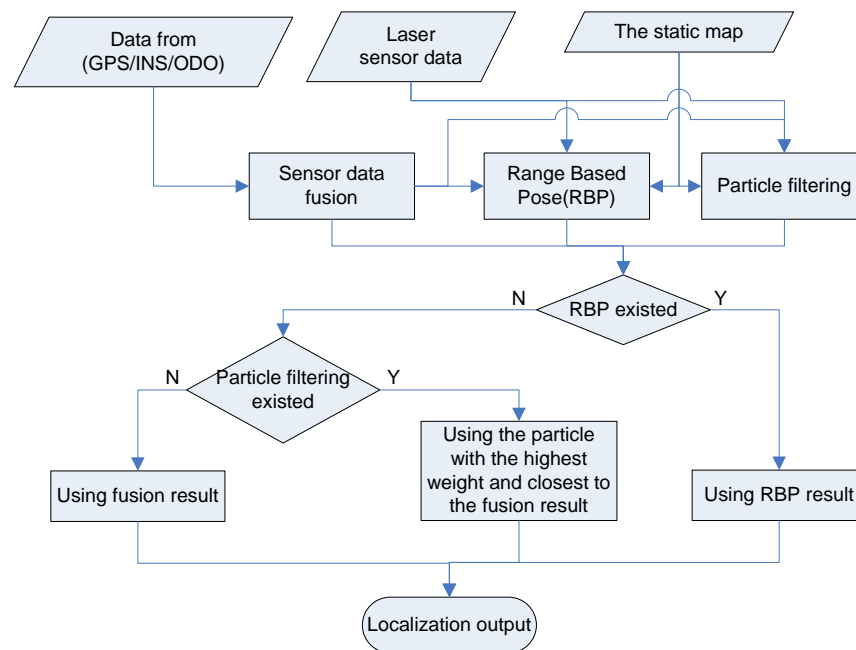 Data from
(GPS/INS/ODO)
Laser
sensor data
The static map
Sensor data
fusion
Range Based
Pose(RBP)
Particle filtering
N
RBP existed
Y
N
Particle filtering
existed
Y
Using fusion result
Using the particle
with the highest
weight and closest to
the fusion result
Using RBP result
Localization output